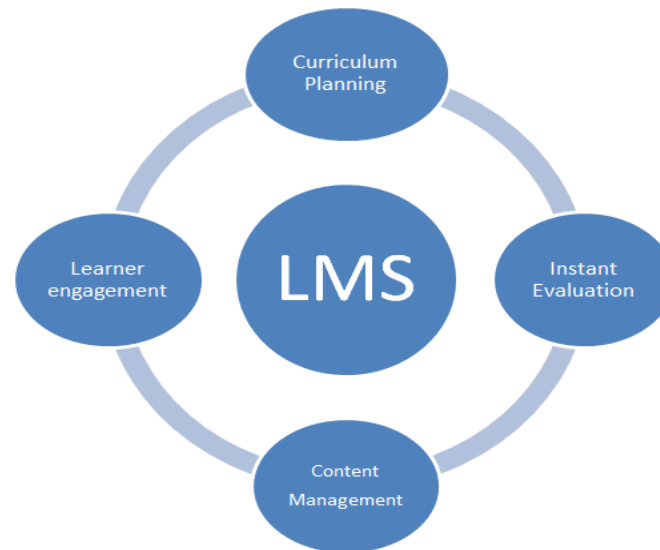 Curriculum
Planning
Learner
engagement
LMS
Instant
Evaluation
Content
Management